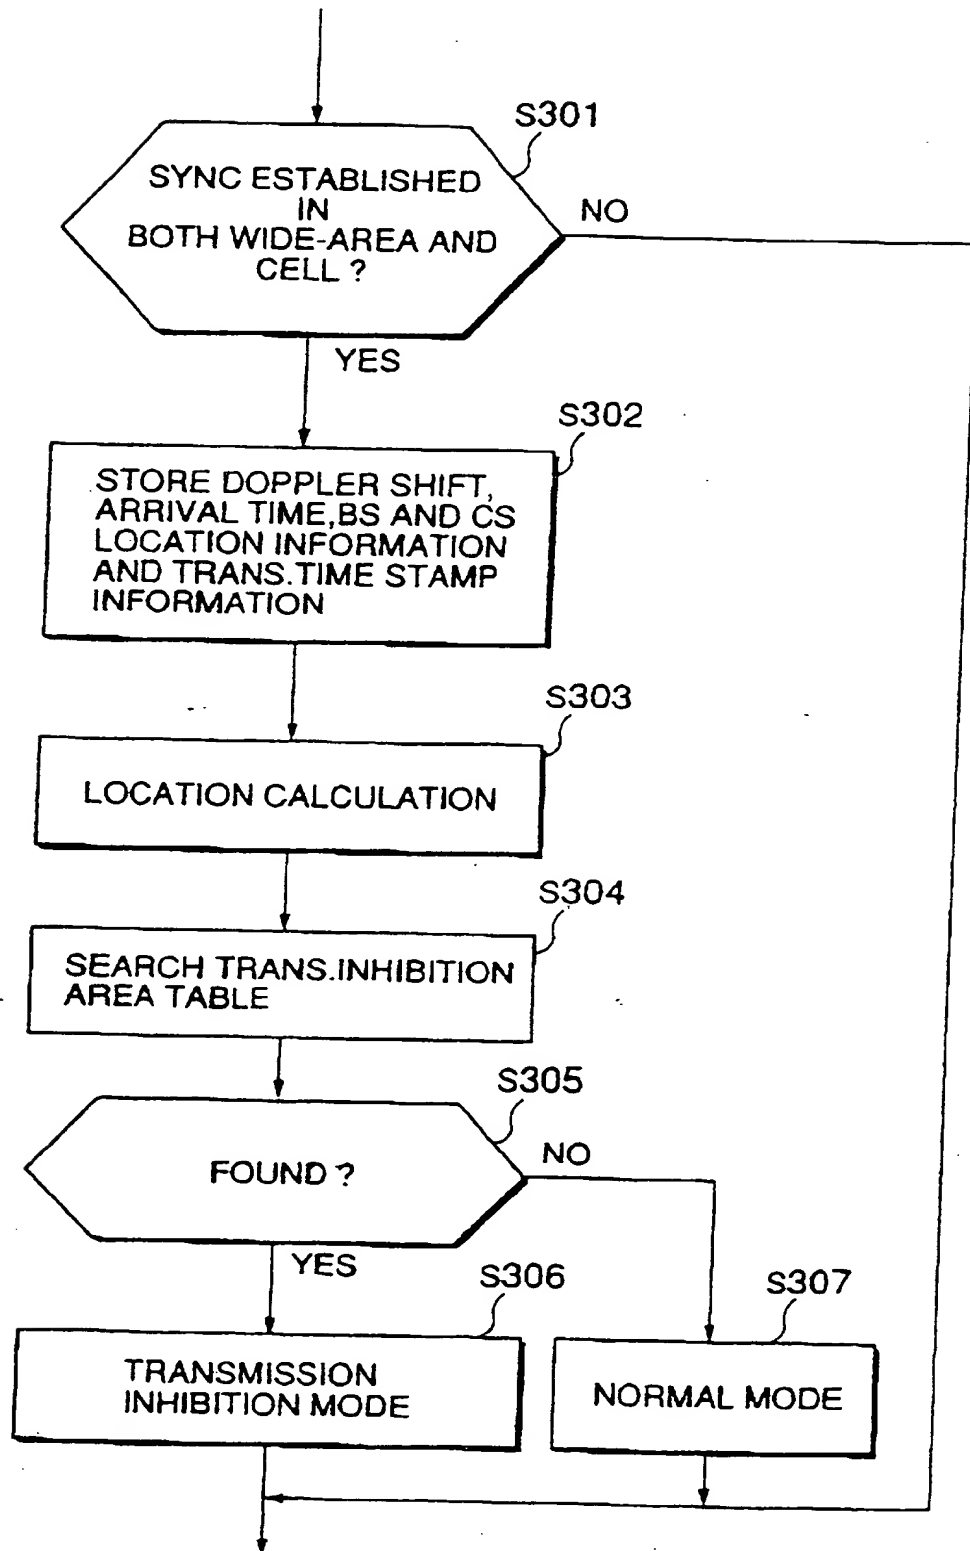 S301
SYNC ESTABLISHED
IN
BOTH WIDE-AREA AND
CELL ?
NO
YES
S302
STORE DOPPLER SHIFT,
ARRIVAL TIME,BS AND CS
LOCATION INFORMATION
AND TRANS.TIME STAMP
INFORMATION
S303
LOCATION CALCULATION
S304
SEARCH TRANS.INHIBITION
AREA TABLE
S305
FOUND ?
NO
YES
S306
TRANSMISSION
INHIBITION MODE
S307
NORMAL MODE